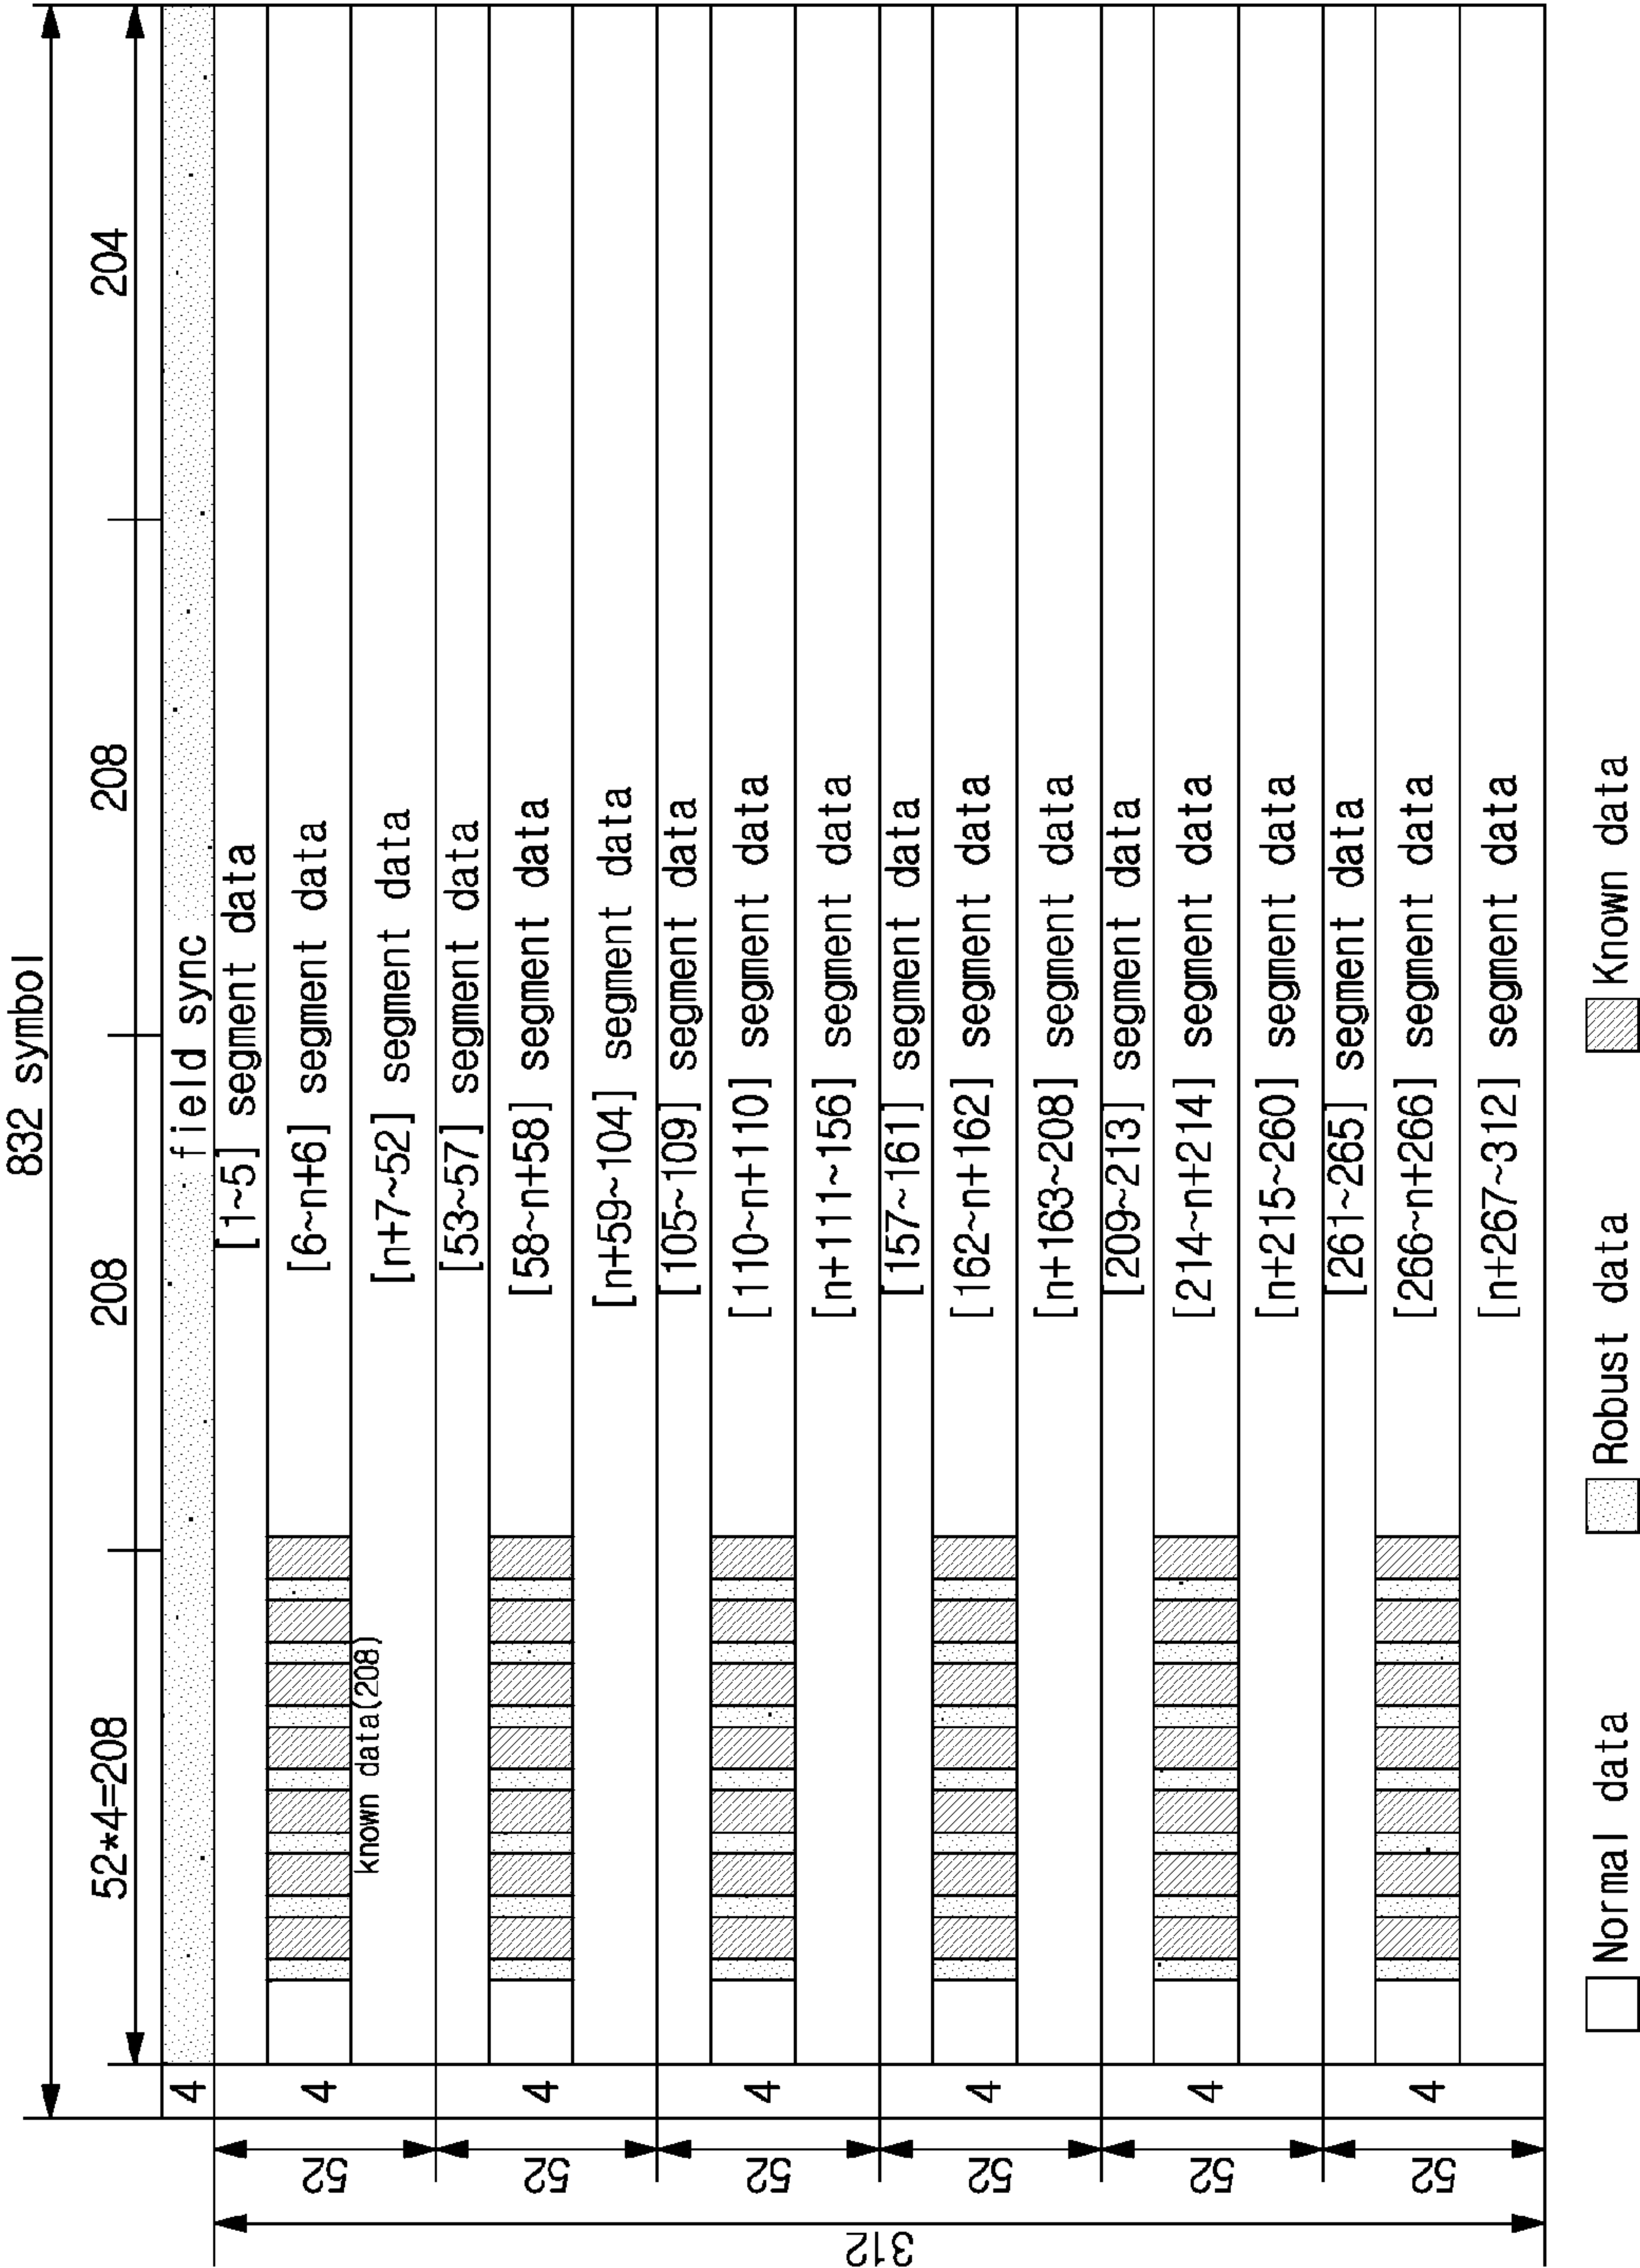 832 symbol
52*4=208
208
208
204
4
field sync
[1~5] segment data
4
[6~n+6] segment data
known data(208)
[n+7~52] segment data
52
[53~57] segment data
4
[58~n+58] segment data
[n+59~104] segment data
52
[105~109] segment data
4
[110~n+110] segment data
[n+111~156] segment data
52
[157~161] segment data
4
[162~n+162] segment data
[n+163~208] segment data
52
[209~213] segment data
4
[214~n+214] segment data
[n+215~260] segment data
52
[261~265] segment data
4
[266~n+266] segment data
[n+267~312] segment data
52
312
Normal data
Robust data
Known data